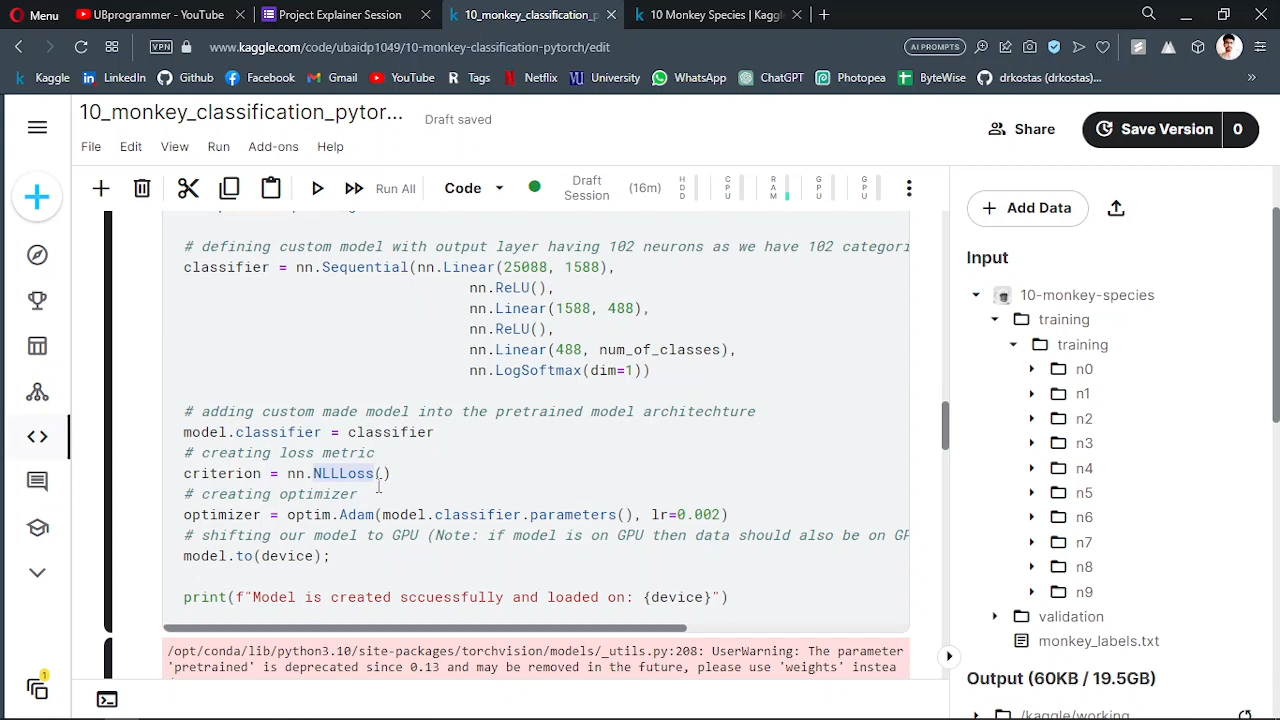 Menu
UBprogrammer - YouTube
Project Explainer Session
10_monkey_classification_p
10 Monkey Species | Kaggl
VPN
www.kaggle.com/code/ubaidp1049/10-monkey-classification-pytorch/edit
AI PROMPTS
Kaggle
LinkedIn
Github
Facebook
Gmail
YouTube
Tags
Netflix
University
WhatsApp
ChatGPT
Photopea
ByteWise
drkostas (drkostas)...
10_monkey_classification_pytor...
Draft saved
Share
Save Version
0
File
Edit
View
Run
Add-ons
Help
Run All
Code
Draft
Session
(16m)
HDD
CPU
RAM
GPU
GPU
Add Data
# defining custom model with output layer having 102 neurons as we have 102 categori
classifier = nn.Sequential(nn.Linear(25088, 1588),
nn.ReLU(),
nn.Linear(1588, 488),
nn.ReLU(),
nn.Linear(488, num_of_classes),
nn.LogSoftmax(dim=1))
# adding custom made model into the pretrained model architechture
model.classifier = classifier
# creating loss metric
criterion = nn.NLLLoss()
# creating optimizer
optimizer = optim.Adam(model.classifier.parameters(), lr=0.002)
# shifting our model to GPU (Note: if model is on GPU then data should also be on GP
model.to(device);
print(f"Model is created sccuessfully and loaded on: {device}")
/opt/conda/lib/python3.10/site-packages/torchvision/models/_utils.py:208: UserWarning: The parameter
'pretrained' is deprecated since 0.13 and may be removed in the future, please use 'weights' instea
Input
10-monkey-species
training
training
n0
n1
n2
n3
n4
n5
n6
n7
n8
n9
validation
monkey_labels.txt
Output (60KB / 19.5GB)
/kaggle/working
1